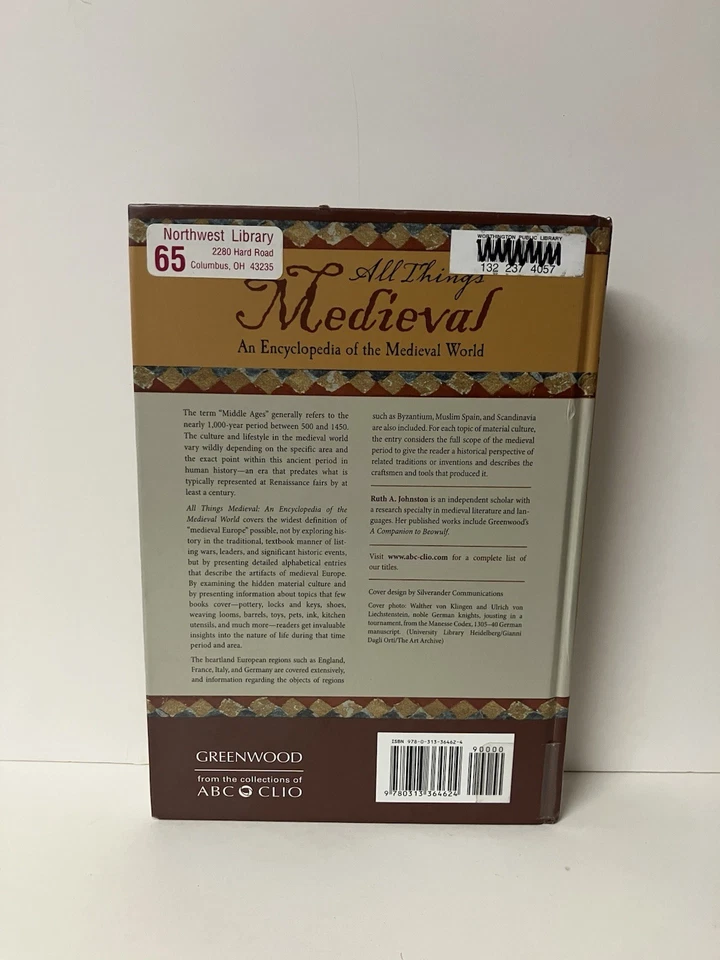 Northwest Library
65
2280 Hard Road
Columbus, OH 43235
WORTHINGTON PUBLIC LIBRARY
132 237 4057
All Things
Medieval
An Encyclopedia of the Medieval World
The term "Middle Ages" generally refers to the
nearly 1,000-year period between 500 and 1450.
The culture and lifestyle in the medieval world
vary wildly depending on the specific area and
the exact point within this ancient period in
human history—an era that predates what is
typically represented at Renaissance fairs by at
least a century.
All Things Medieval: An Encyclopedia of the
Medieval World covers the widest definition of
"medieval Europe" possible, not by exploring his-
tory in the traditional, textbook manner of list-
ing wars, leaders, and significant historic events,
but by presenting detailed alphabetical entries
that describe the artifacts of medieval Europe.
By examining the hidden material culture and
by presenting information about topics that few
books cover—pottery, locks and keys, shoes,
weaving looms, barrels, toys, pets, ink, kitchen
utensils, and much more—readers get invaluable
insights into the nature of life during that time
period and area.
The heartland European regions such as England,
France, Italy, and Germany are covered extensively,
and information regarding the objects of regions
such as Byzantium, Muslim Spain, and Scandinavia
are also included. For each topic of material culture,
the entry considers the full scope of the medieval
period to give the reader a historical perspective of
related traditions or inventions and describes the
craftsmen and tools that produced it.
Ruth A. Johnston is an independent scholar with
a research specialty in medieval literature and lan-
guages. Her published works include Greenwood's
A Companion to Beowulf.
Visit www.abc-clio.com for a complete list of
our titles.
Cover design by Silverander Communications
Cover photo: Walther von Klingen and Ulrich von
Liechstenstein, noble German knights, jousting in a
tournament, from the Manesse Codex, 1305–40 German
manuscript. (University Library Heidelberg/Gianni
Dagli Orti/The Art Archive)
GREENWOOD
from the collections of
ABC CLIO
ISBN 978-0-313-36462-4
90000
9 780313 364624